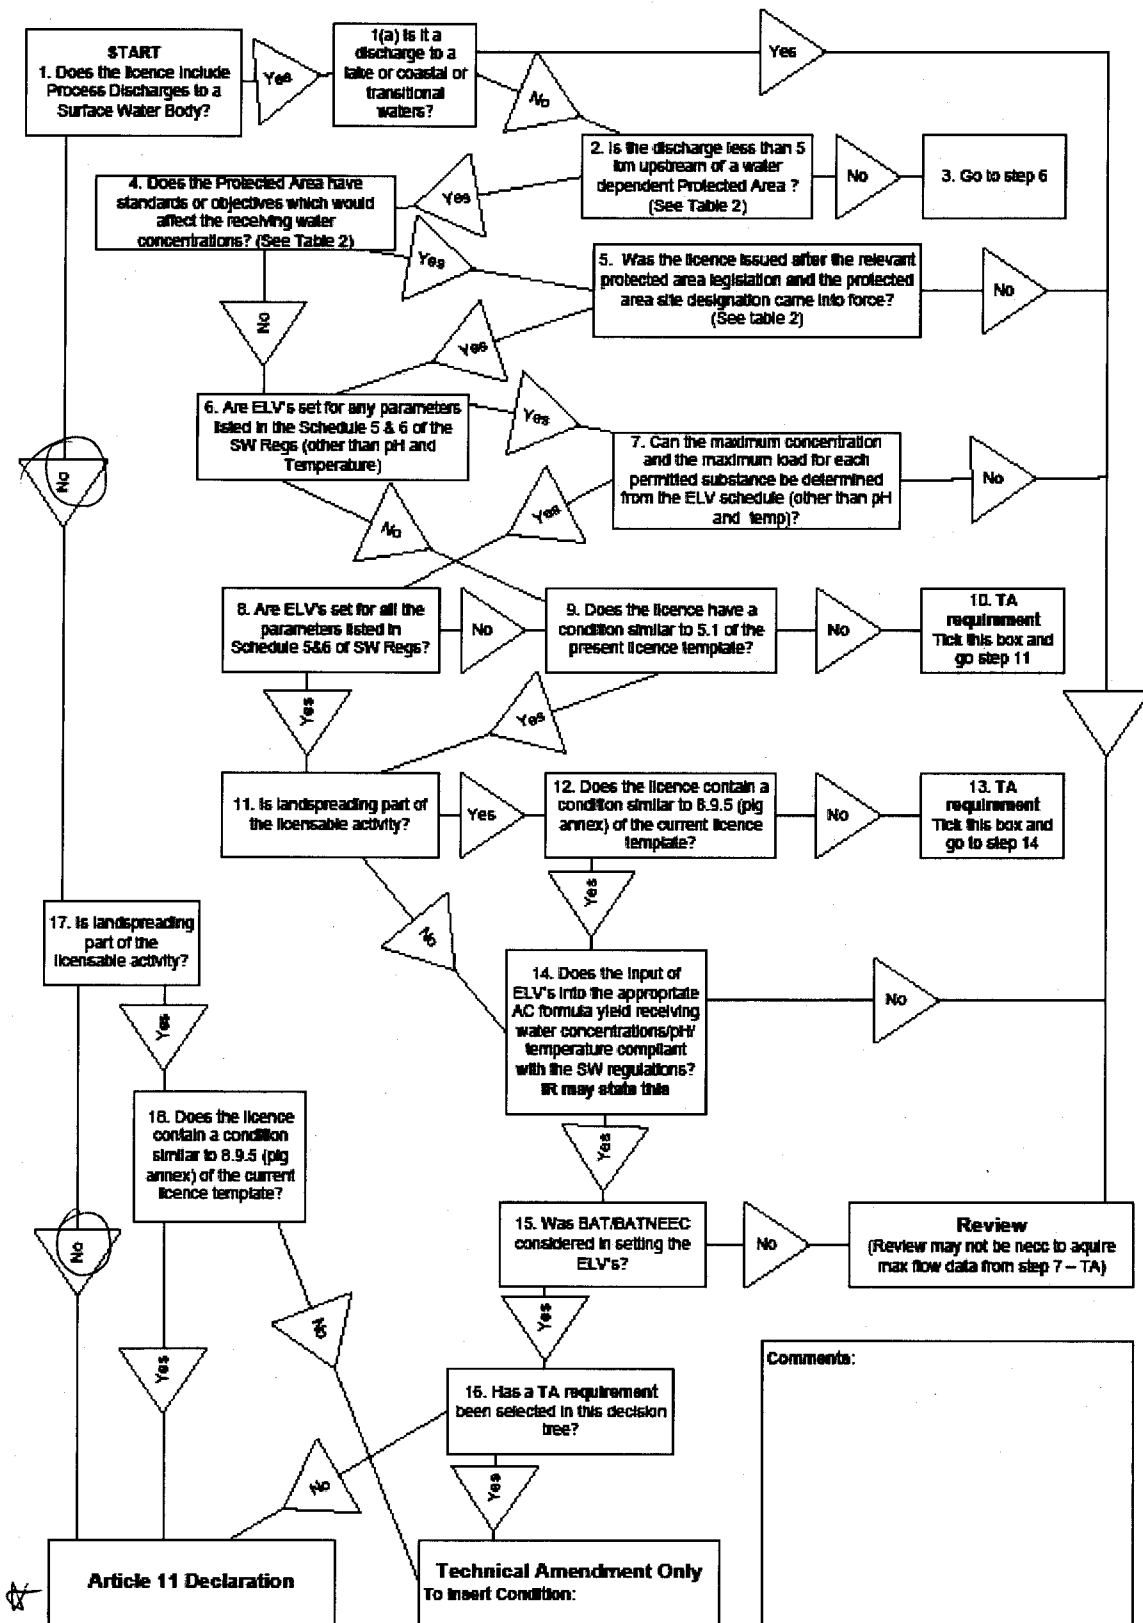 START
1. Does the licence include
Process Discharges to a
Surface Water Body?
Yes
1(a) Is it a
discharge to a
lake or coastal or
transitional
waters?
Yes
No
2. Is the discharge less than 5
km upstream of a water
dependent Protected Area ?
(See Table 2)
No
3. Go to step 6
Yes
4. Does the Protected Area have
standards or objectives which would
affect the receiving water
concentrations? (See Table 2)
Yes
No
5. Was the licence issued after the relevant
protected area legislation and the protected
area site designation came into force?
(See table 2)
No
Yes
6. Are ELV's set for any parameters
listed in the Schedule 5 & 6 of the
SW Regs (other than pH and
Temperature)
Yes
No
7. Can the maximum concentration
and the maximum load for each
permitted substance be determined
from the ELV schedule (other than pH
and temp)?
No
Yes
No
8. Are ELV's set for all the
parameters listed in
Schedule 5&6 of SW Regs?
No
Yes
9. Does the licence have a
condition similar to 5.1 of the
present licence template?
No
Yes
10. TA
requirement
Tick this box and
go step 11
11. Is landspreading part of
the licensable activity?
Yes
No
12. Does the licence contain a
condition similar to 8.9.5 (pig
annex) of the current licence
template?
No
Yes
13. TA
requirement
Tick this box and
go to step 14
17. Is landspreading
part of the
licensable activity?
Yes
No
14. Does the input of
ELV's into the appropriate
AC formula yield receiving
water concentrations/pH/
temperature compliant
with the SW regulations?
IR may state this
No
Yes
18. Does the licence
contain a condition
similar to 8.9.5 (pig
annex) of the current
licence template?
Yes
No
15. Was BAT/BATNEEC
considered in setting the
ELV's?
No
Yes
Review
(Review may not be necc to aquire
max flow data from step 7 – TA)
16. Has a TA requirement
been selected in this decision
tree?
No
Yes
Comments:
Article 11 Declaration
Technical Amendment Only
To Insert Condition: